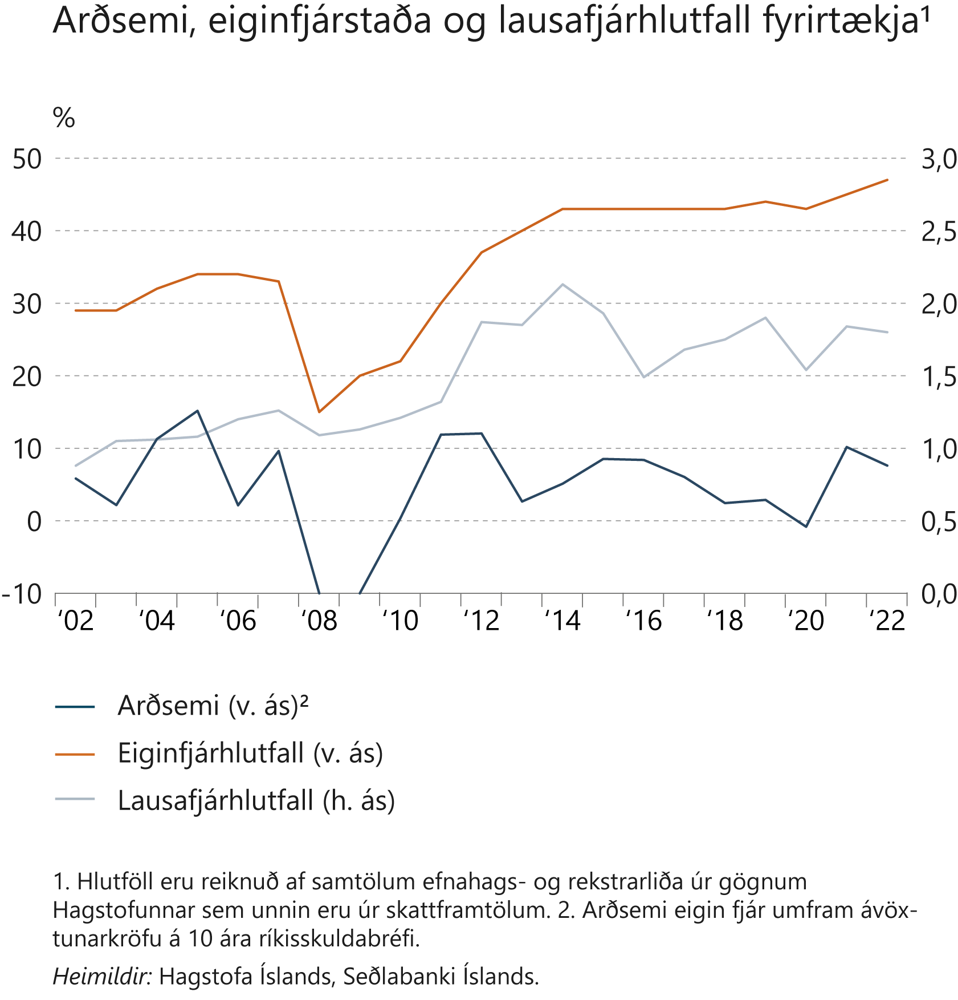 Arðsemi, eiginfjárstaða og lausafjárhlutfall fyrirtækja¹
%
50 3,0
40 2,5
30 2,0
20 1,5
10 1,0
0 0,5
-10 0,0
‘02 ‘04 ‘06 ‘08 ‘10 ‘12 ‘14 ‘16 ‘18 ‘20 ‘22
Arðsemi (v. ás)²
Eiginfjárhlutfall (v. ás)
Lausafjárhlutfall (h. ás)
1. Hlutföll eru reiknuð af samtölum efnahags- og rekstrarliða úr gögnum
Hagstofunnar sem unnin eru úr skattframtölum. 2. Arðsemi eigin fjár umfram ávöx-
tunarkröfu á 10 ára ríkisskuldabréfi.
Heimildir: Hagstofa Íslands, Seðlabanki Íslands.